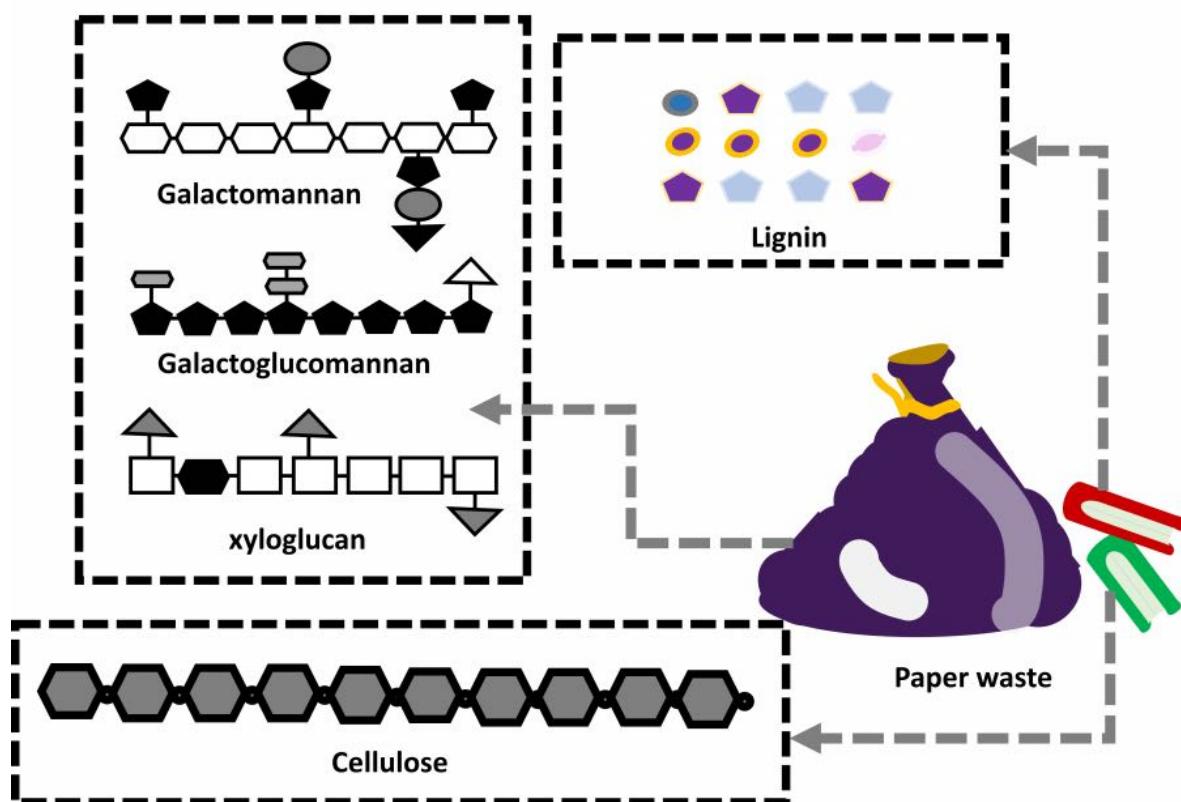 Galactomannan
Lignin
Galactoglucomannan
xyloglucan
Paper waste
Cellulose